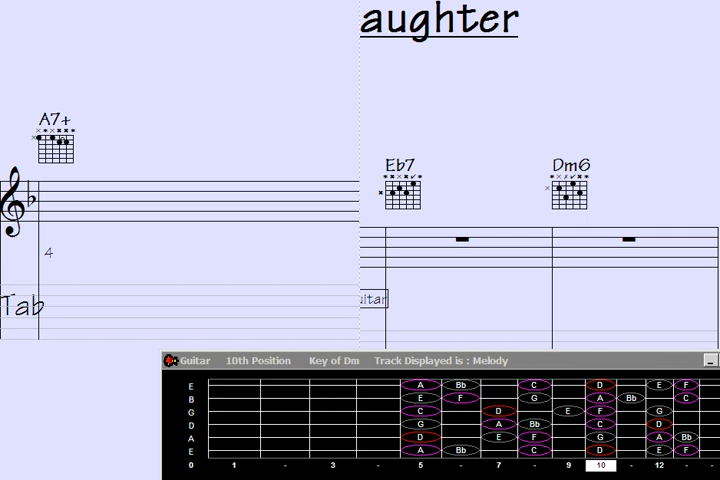 aughter
A7+
Eb7 Dm6
4
Tab
uitar
Guitar 10th Position Key of Dm Track Displayed is : Melody
E A Bb C D E F
B E F G A Bb C
G C D E F G
D G A Bb C D
A D E F G A Bb
E A Bb C D E F
0 1 - 3 - 5 - 7 - 9 10 - 12 - -